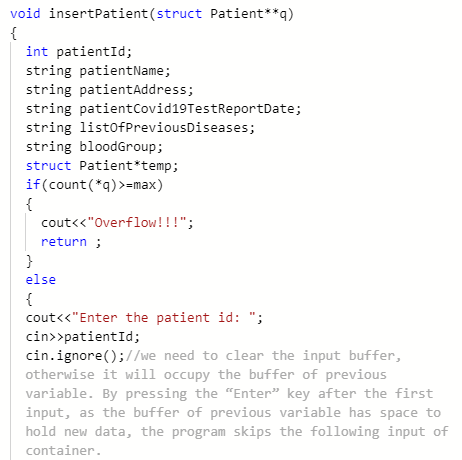 void insertPatient(struct Patient**q)
{
int patientId;
string patientName;
string patientAddress;
string patientCovid19TestReportDate;
string listOfPreviousDiseases;
string bloodGroup;
struct Patient*temp;
if(count(*q)>=max)
{
cout<<"Overflow!!!";
return ;
}
else
{
cout<<"Enter the patient id: ";
cin>>patientId;
cin.ignore();//we need to clear the input buffer,
otherwise it will occupy the buffer of previous
variable. By pressing the “Enter” key after the first
input, as the buffer of previous variable has space to
hold new data, the program skips the following input of
container.